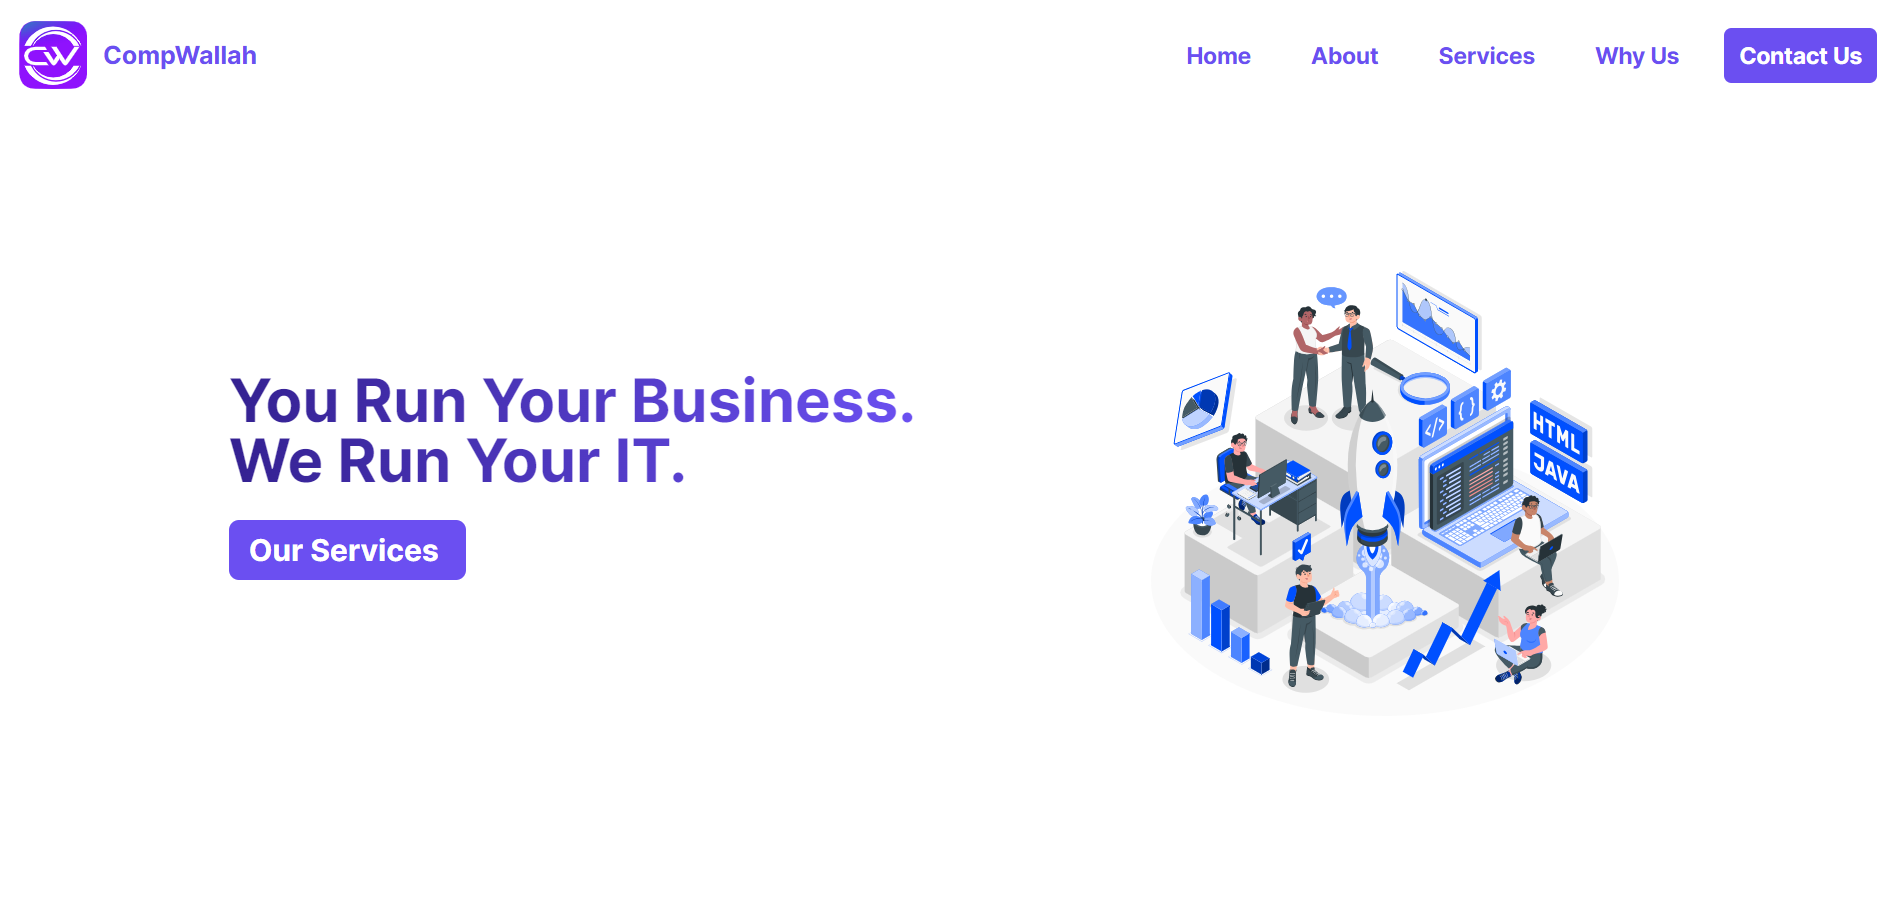 CW
CompWallah
Home
About
Services
Why Us
Contact Us
You Run Your Business.
We Run Your IT.
Our Services
</>
{ }
HTML
JAVA